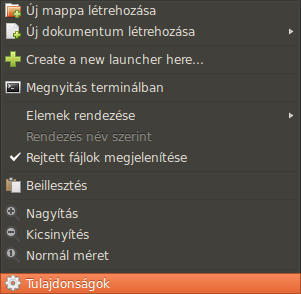 Új mappa létrehozása
Új dokumentum létrehozása
Create a new launcher here...
Megnyitás terminálban
Elemek rendezése
Rendezés név szerint
Rejtett fájlok megjelenítése
Beillesztés
Nagyítás
Kicsinyítés
Normál méret
Tulajdonságok